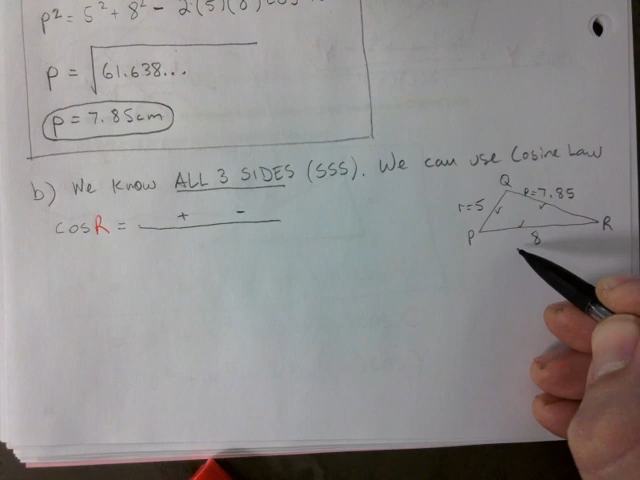 p² = 5² + 8² − 2(5)(8)
p = √61.638...
p = 7.85cm
b) We know ALL 3 SIDES (SSS). We can use Cosine Law
cosR = + −
Q
r=5
p=7.85
P
8
R